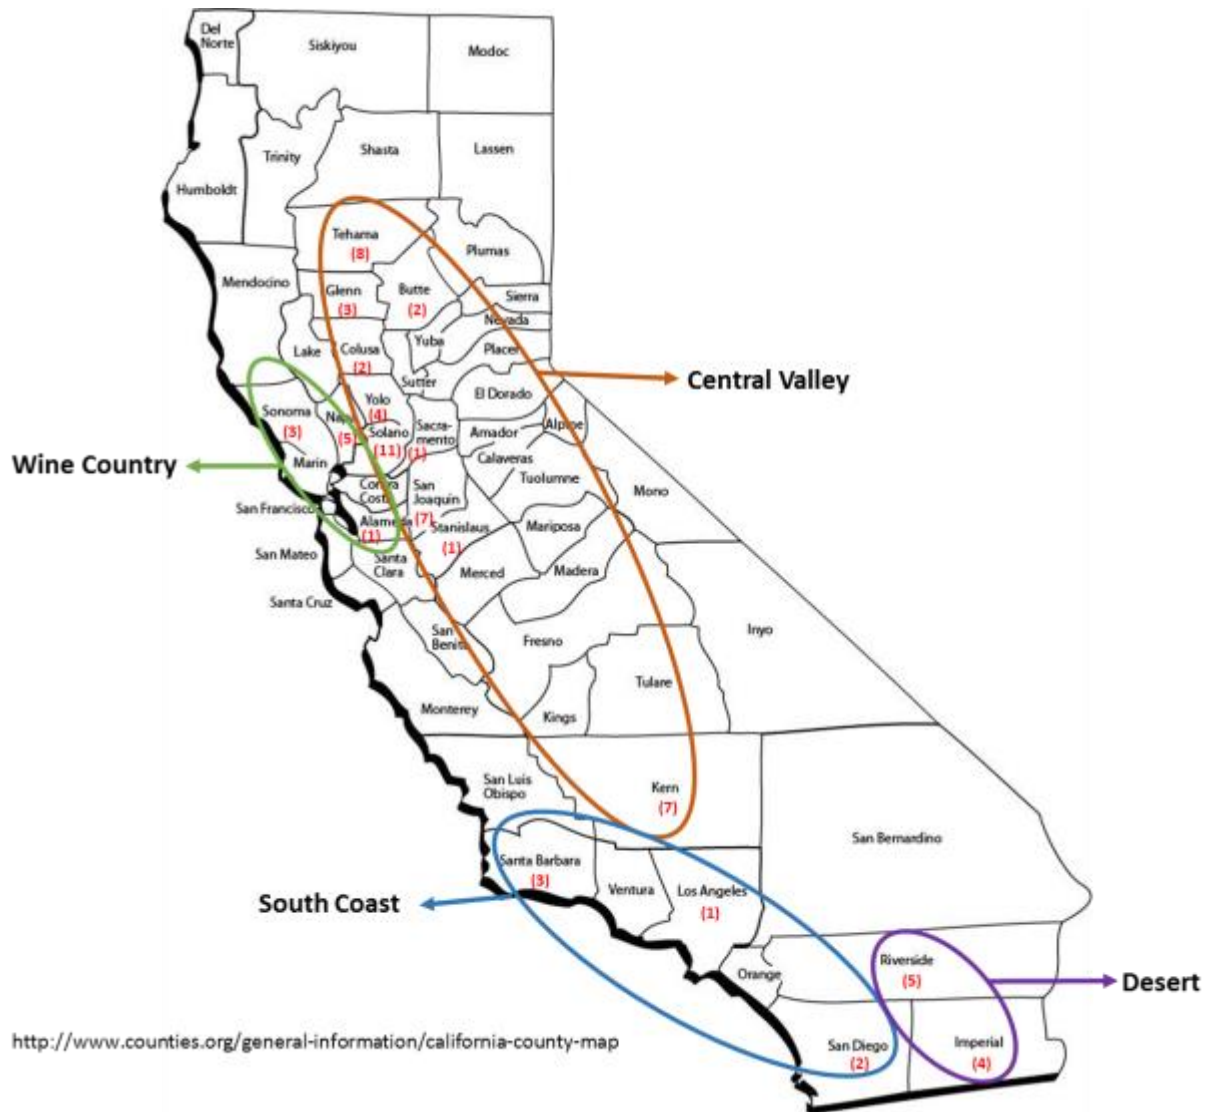 Del
Norte
Siskiyou
Modoc
Trinity
Shasta
Lassen
Humboldt
Tehama
(8)
Plumas
Mendocino
Glenn
(3)
Butte
(2)
Sierra
Nevada
Yuba
Placer
Lake
Colusa
(2)
Sutter
Central Valley
El Dorado
Yolo
(4)
Sonoma
(3)
Napa
(5)
Solano
(11)
Sacra-
mento
(1)
Amador
Alpine
Calaveras
Wine Country
Marin
Tuolumne
Mono
Contra
Costa
San
Joaquin
(7)
San Francisco
Alameda
(1)
Stanislaus
(1)
Mariposa
San Mateo
Santa
Clara
Merced
Madera
Santa Cruz
San
Benito
Fresno
Inyo
Tulare
Monterey
Kings
San Luis
Obispo
Kern
(7)
San Bernardino
Santa Barbara
(3)
Ventura
Los Angeles
(1)
South Coast
Orange
Riverside
(5)
Desert
San Diego
(2)
Imperial
(4)
http://www.counties.org/general-information/california-county-map